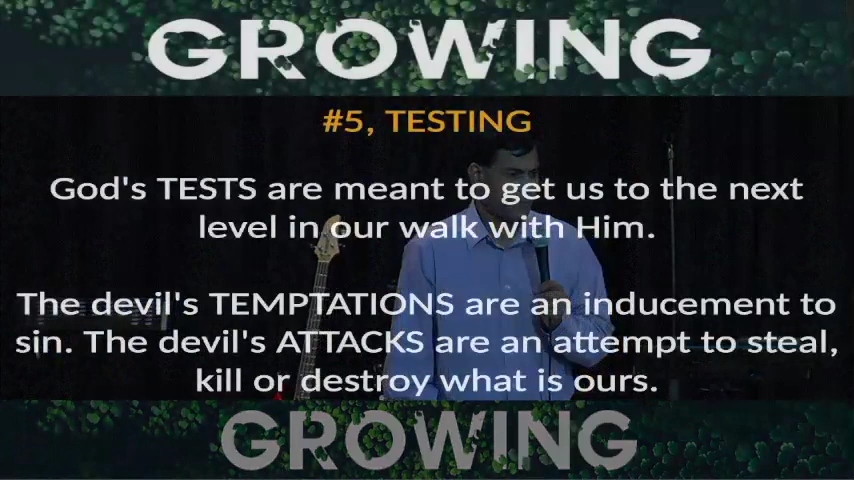 GROWING
#5, TESTING
God's TESTS are meant to get us to the next
level in our walk with Him.
The devil's TEMPTATIONS are an inducement to
sin. The devil's ATTACKS are an attempt to steal,
kill or destroy what is ours.
GROWING